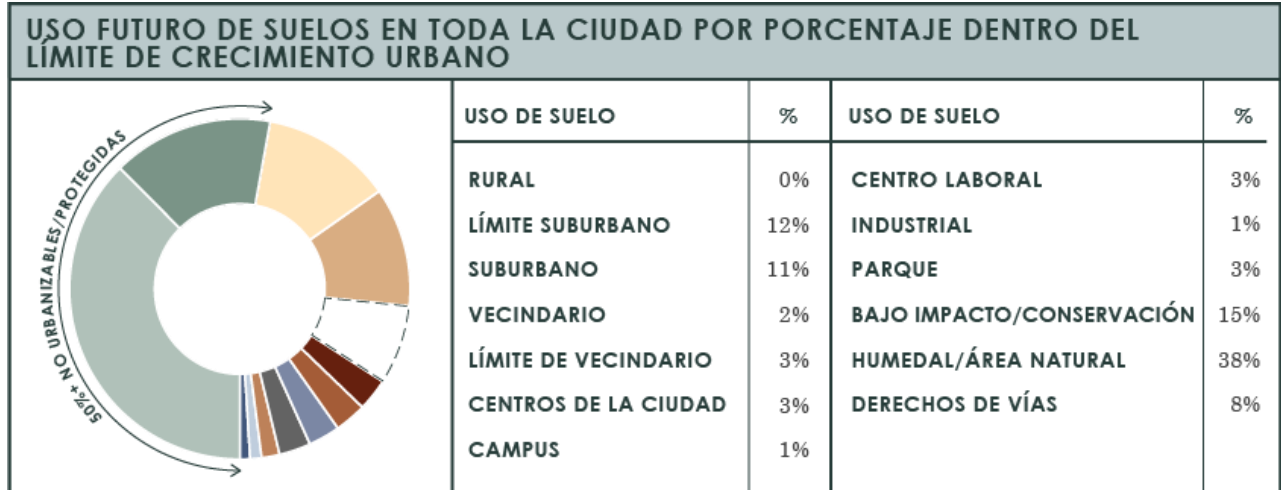 USO FUTURO DE SUELOS EN TODA LA CIUDAD POR PORCENTAJE DENTRO DEL
LÍMITE DE CRECIMIENTO URBANO
50%+ NO URBANIZABLES/PROTEGIDAS
USO DE SUELO %
RURAL 0%
LÍMITE SUBURBANO 12%
SUBURBANO 11%
VECINDARIO 2%
LÍMITE DE VECINDARIO 3%
CENTROS DE LA CIUDAD 3%
CAMPUS 1%
USO DE SUELO %
CENTRO LABORAL 3%
INDUSTRIAL 1%
PARQUE 3%
BAJO IMPACTO/CONSERVACIÓN 15%
HUMEDAL/ÁREA NATURAL 38%
DERECHOS DE VÍAS 8%